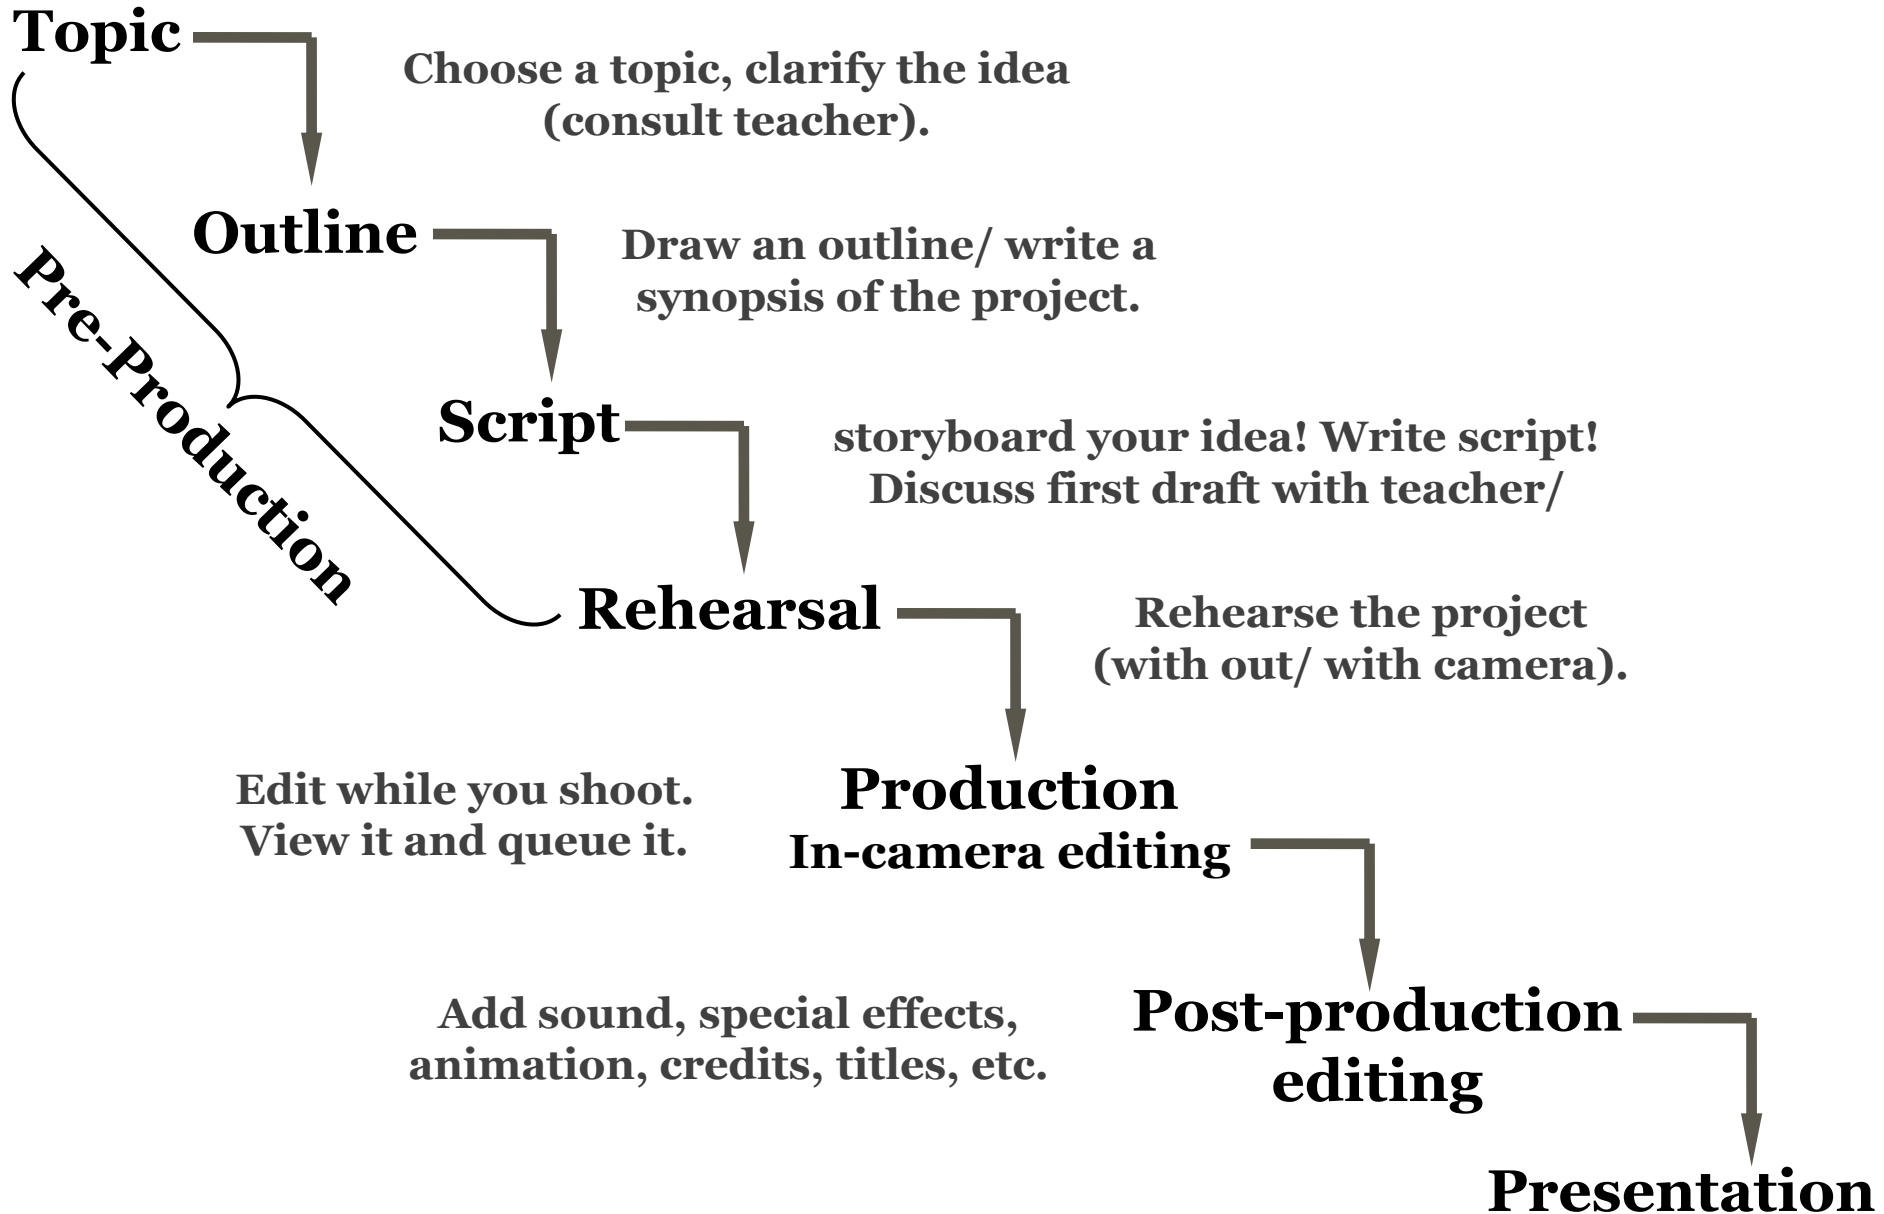 Topic
Choose a topic, clarify the idea
(consult teacher).
Outline
Draw an outline/ write a
synopsis of the project.
Pre-Production
Script
storyboard your idea! Write script!
Discuss first draft with teacher/
Rehearsal
Rehearse the project
(with out/ with camera).
Edit while you shoot.
View it and queue it.
Production
In-camera editing
Add sound, special effects,
animation, credits, titles, etc.
Post-production
editing
Presentation